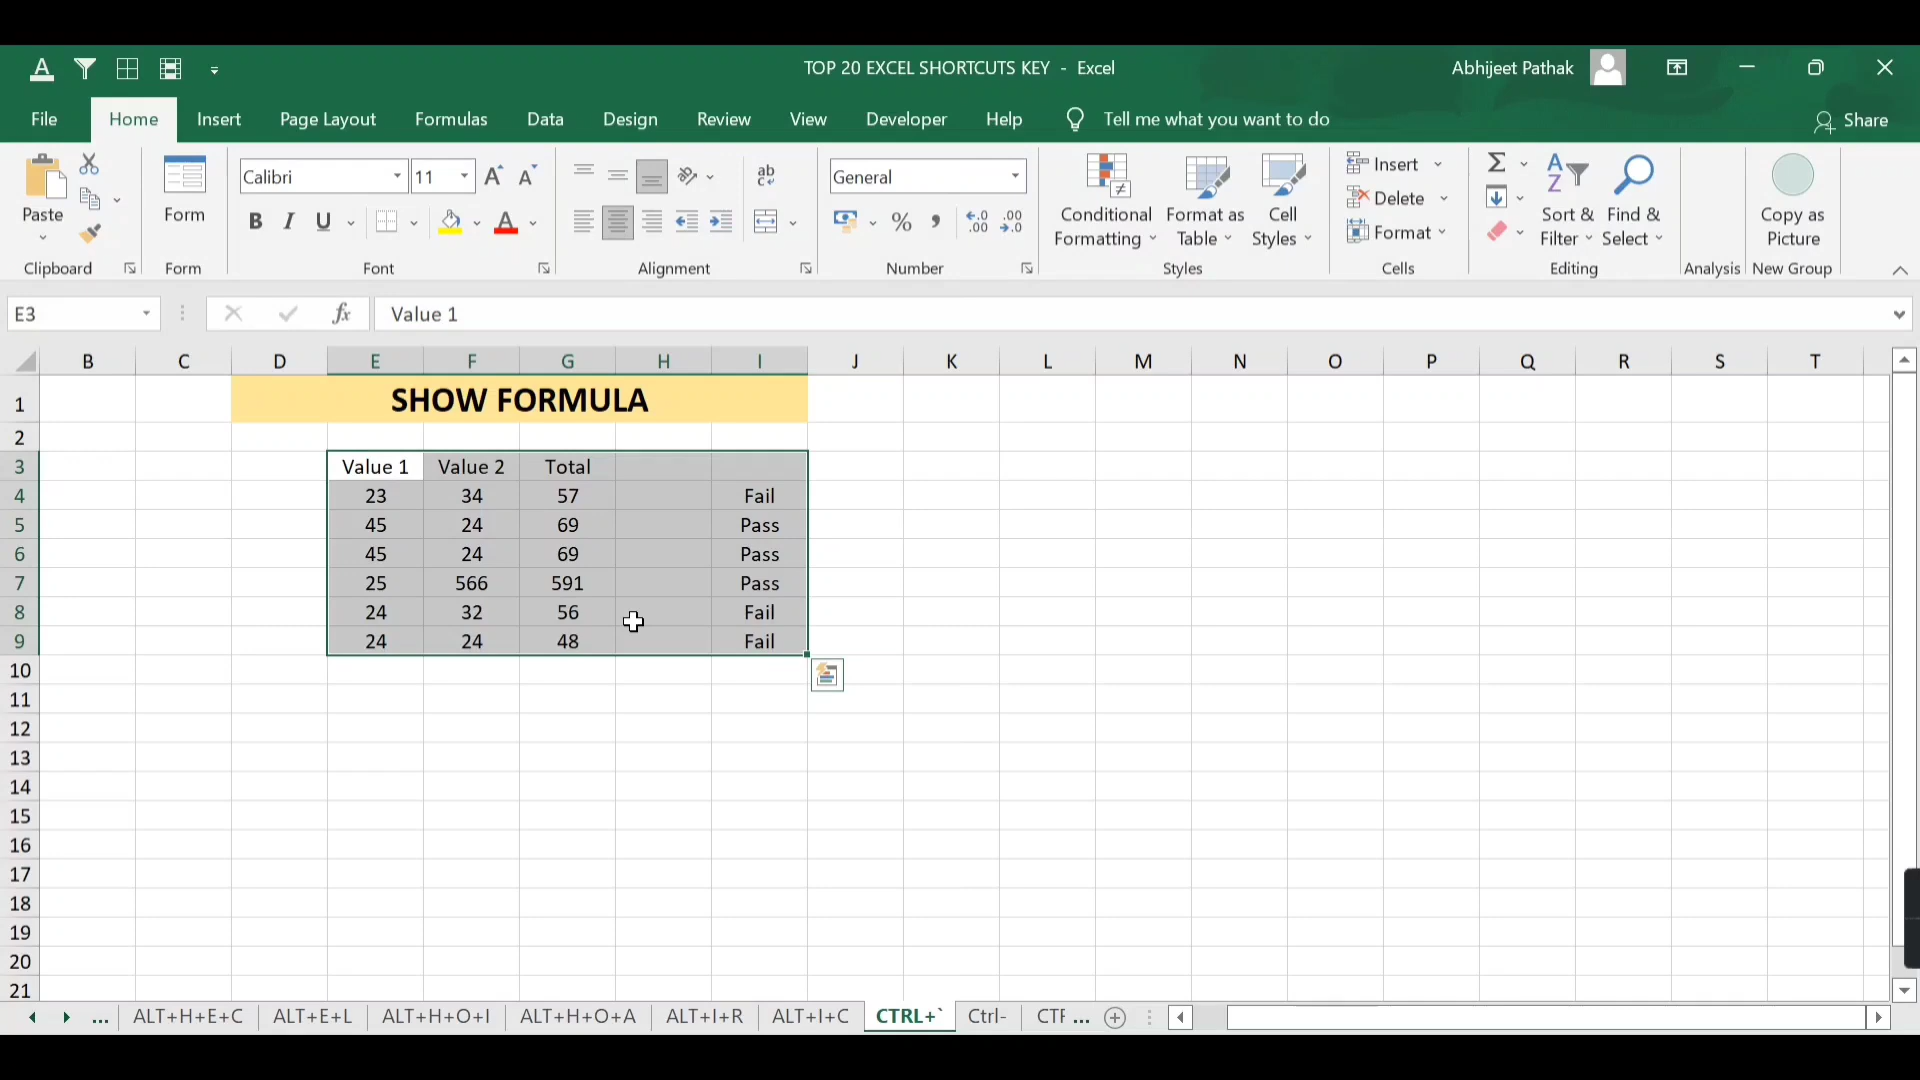 TOP 20 EXCEL SHORTCUTS KEY - Excel
Abhijeet Pathak
File Home Insert Page Layout Formulas Data Design Review View Developer Help Tell me what you want to do Share
Paste
Clipboard
Form
Form
Calibri 11
B I U A
Font
ab
Alignment
General
% ,
Number
Conditional Formatting
Format as Table
Cell Styles
Styles
Insert
Delete
Format
Cells
Σ
Sort & Filter
Find & Select
Editing
Analysis
Copy as Picture
New Group
E3 fx Value 1
B C D E F G H I J K L M N O P Q R S T
1 SHOW FORMULA
2
3 Value 1 Value 2 Total
4 23 34 57 Fail
5 45 24 69 Pass
6 45 24 69 Pass
7 25 566 591 Pass
8 24 32 56 Fail
9 24 24 48 Fail
10
11
12
13
14
15
16
17
18
19
20
21
... ALT+H+E+C ALT+E+L ALT+H+O+I ALT+H+O+A ALT+I+R ALT+I+C CTRL+` Ctrl- CTF ...